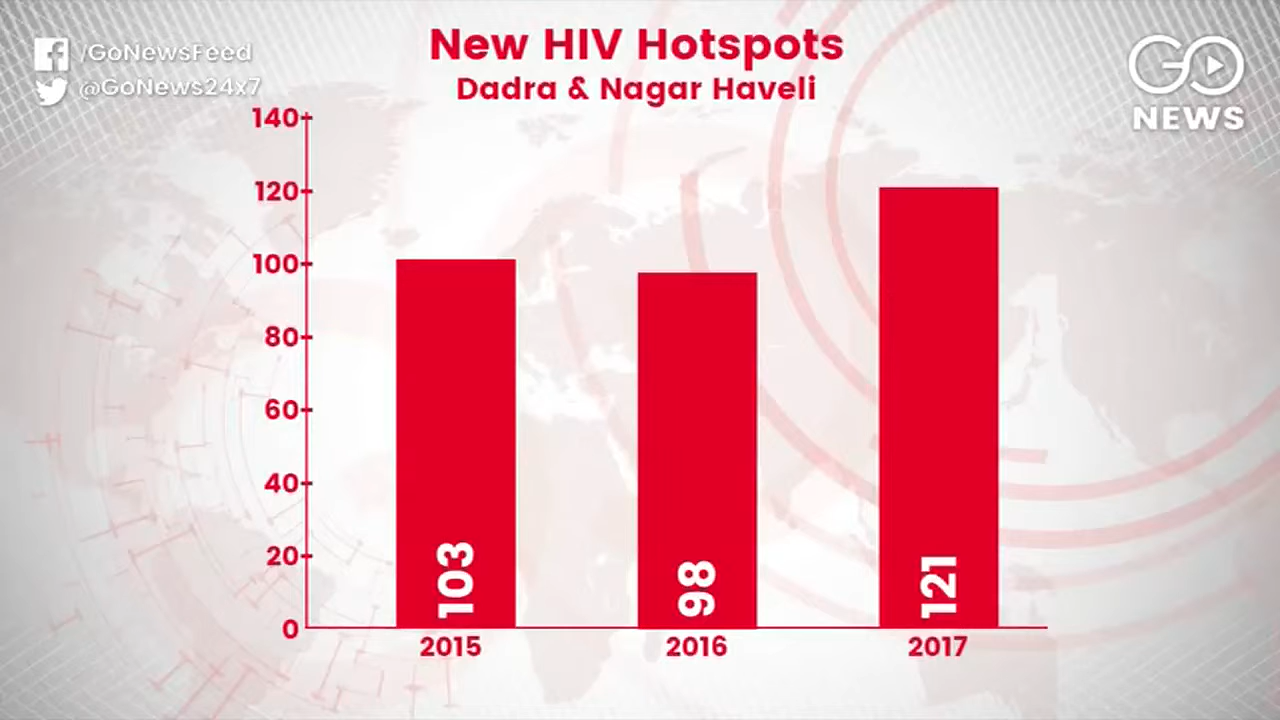 /GoNewsFeed
@GoNews24x7
New HIV Hotspots
Dadra & Nagar Haveli
GO
NEWS
140
120
100
80
60
40
20
0
103
98
121
2015
2016
2017